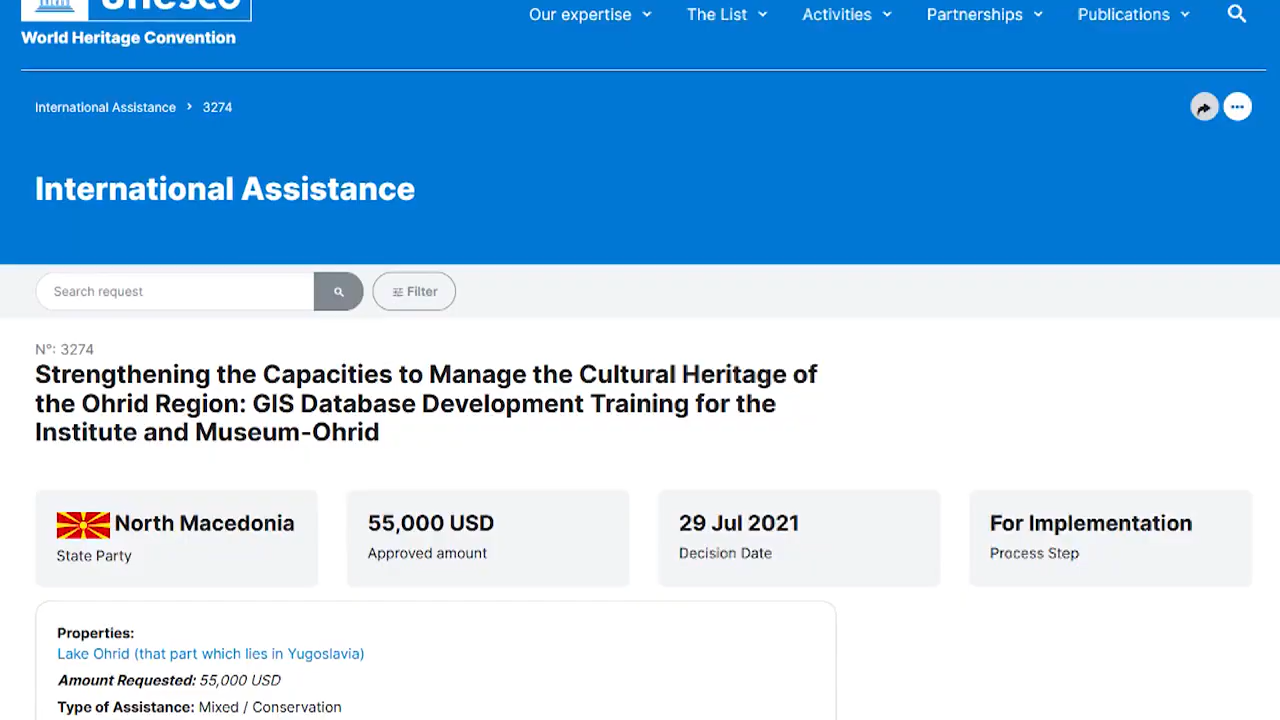 unesco
Our expertise
The List
Activities
Partnerships
Publications
World Heritage Convention
International Assistance > 3274
International Assistance
Search request
Filter
N°: 3274
Strengthening the Capacities to Manage the Cultural Heritage of
the Ohrid Region: GIS Database Development Training for the
Institute and Museum-Ohrid
North Macedonia
State Party
55,000 USD
Approved amount
29 Jul 2021
Decision Date
For Implementation
Process Step
Properties:
Lake Ohrid (that part which lies in Yugoslavia)
Amount Requested: 55,000 USD
Type of Assistance: Mixed / Conservation